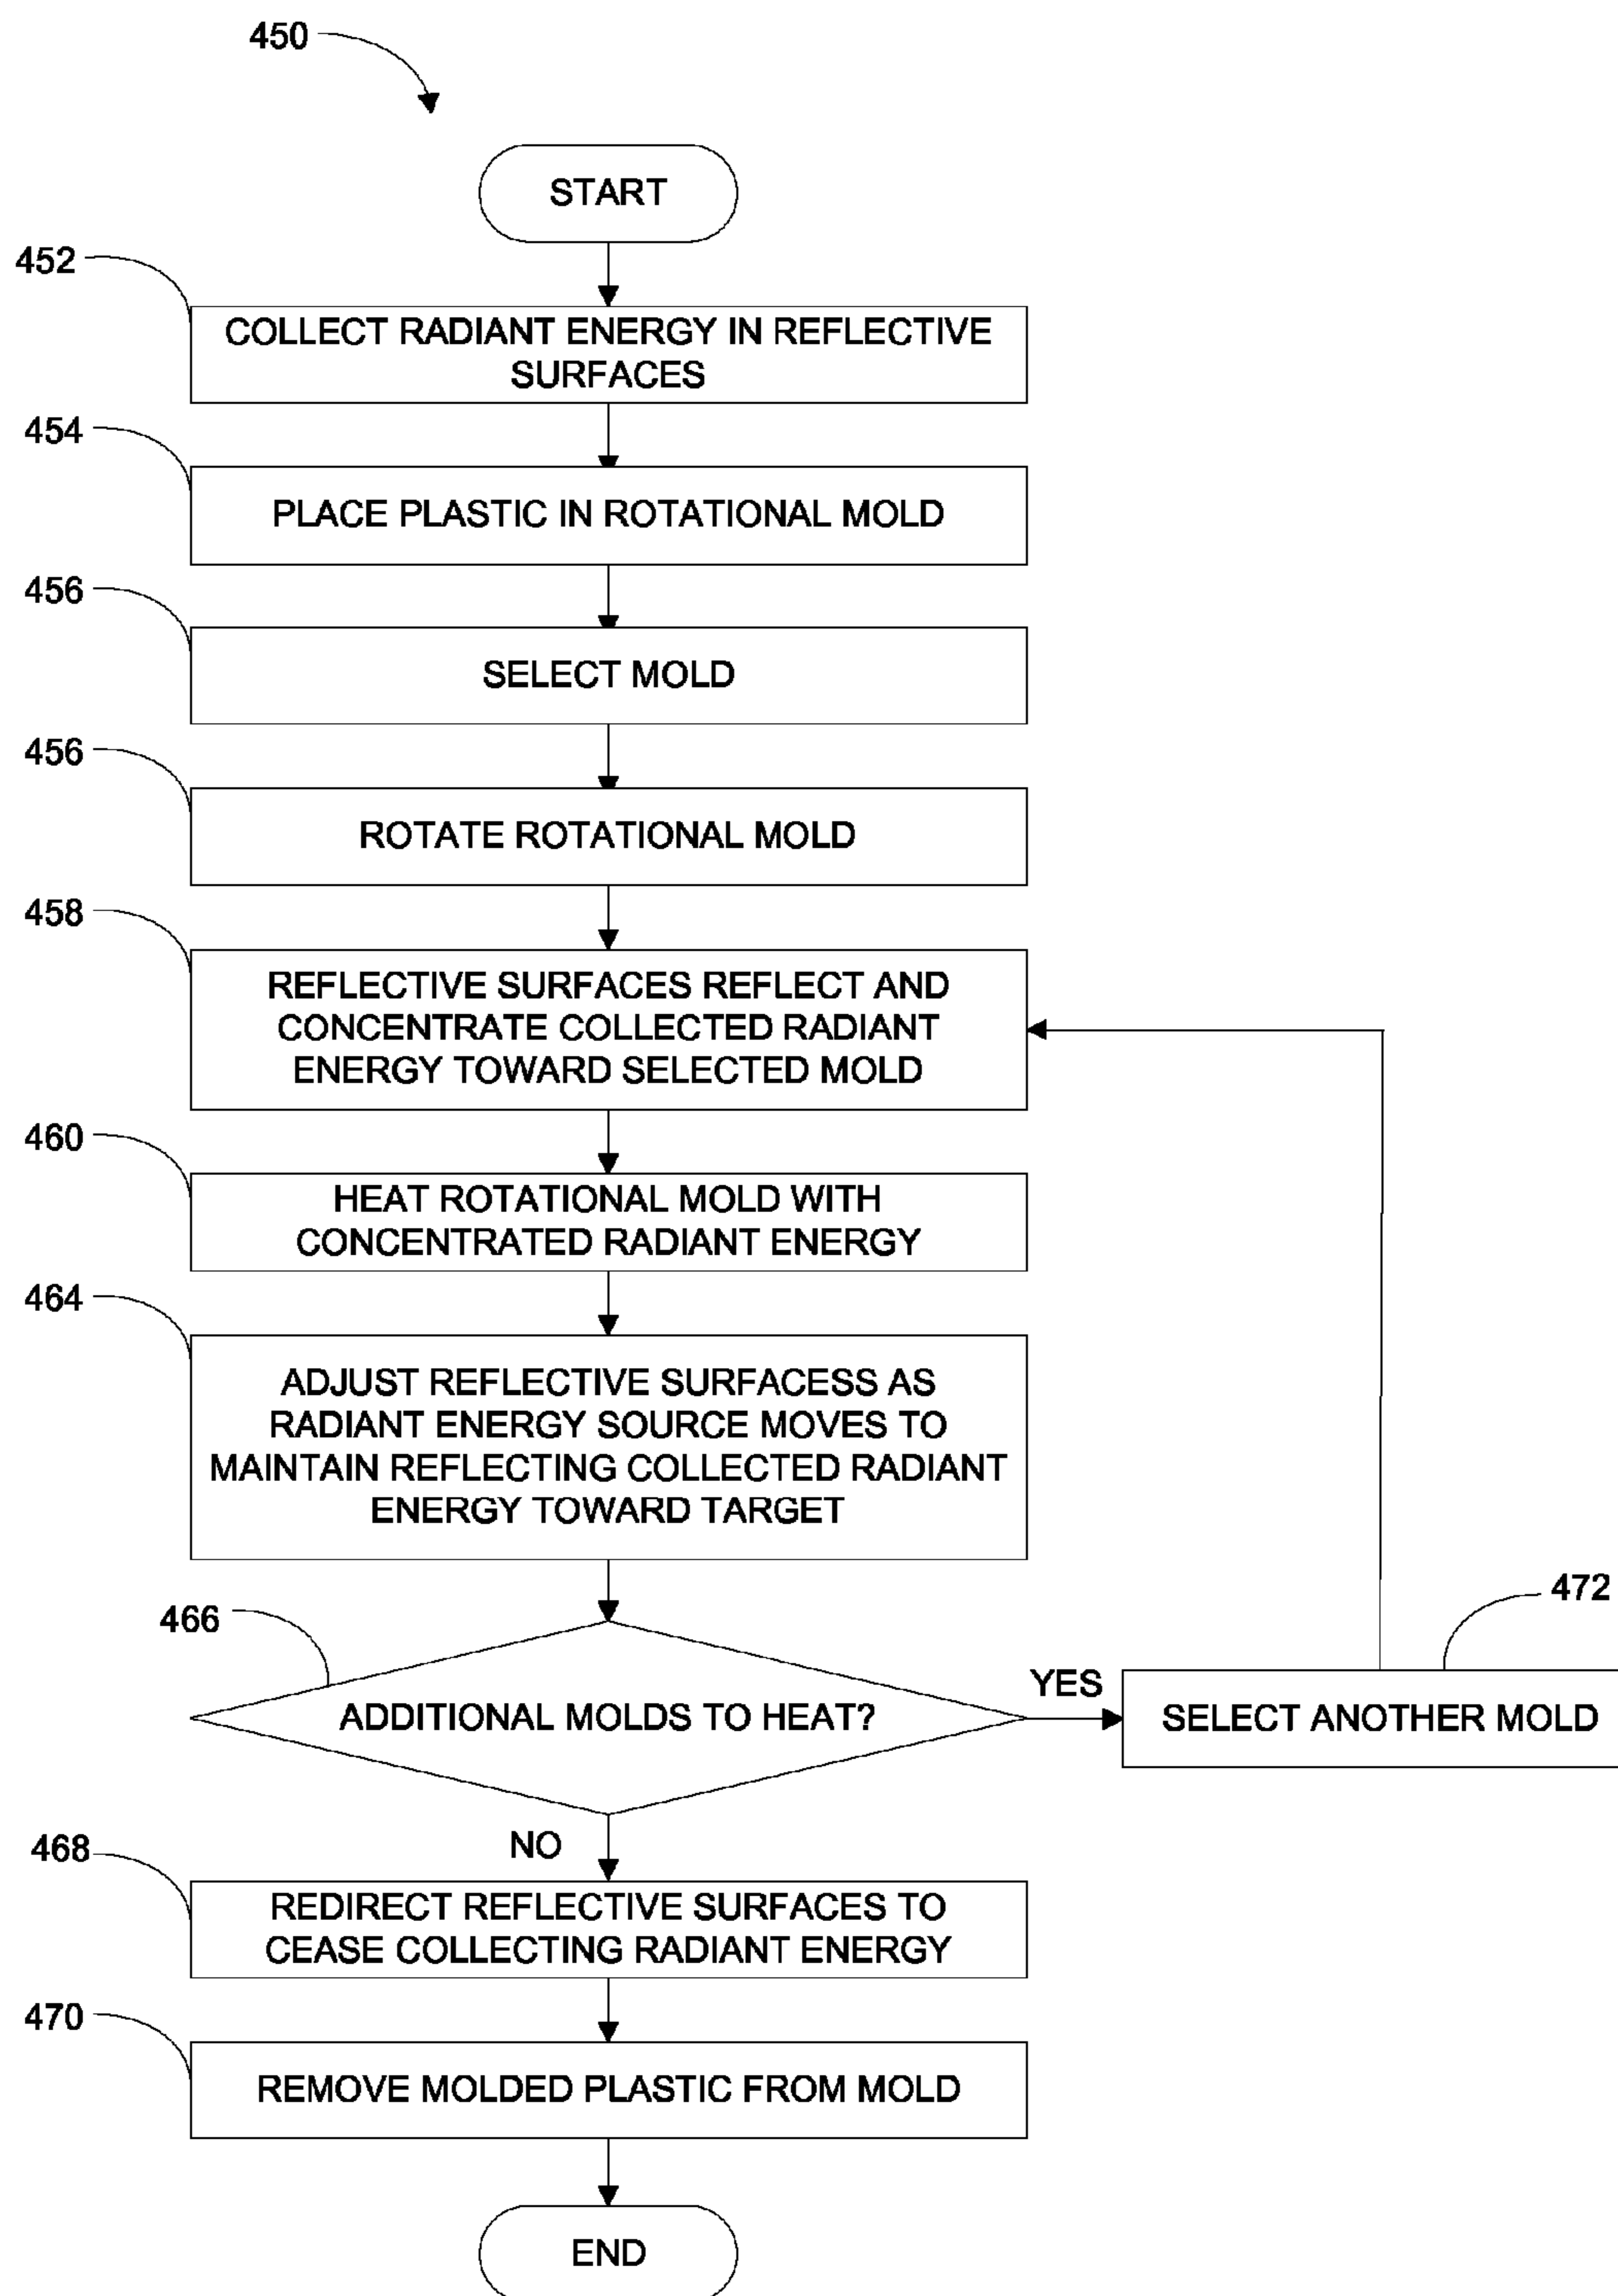 450
START
452
COLLECT RADIANT ENERGY IN REFLECTIVE
SURFACES
454
PLACE PLASTIC IN ROTATIONAL MOLD
456
SELECT MOLD
456
ROTATE ROTATIONAL MOLD
458
REFLECTIVE SURFACES REFLECT AND
CONCENTRATE COLLECTED RADIANT
ENERGY TOWARD SELECTED MOLD
460
HEAT ROTATIONAL MOLD WITH
CONCENTRATED RADIANT ENERGY
464
ADJUST REFLECTIVE SURFACESS AS
RADIANT ENERGY SOURCE MOVES TO
MAINTAIN REFLECTING COLLECTED RADIANT
ENERGY TOWARD TARGET
466
ADDITIONAL MOLDS TO HEAT?
YES
472
SELECT ANOTHER MOLD
NO
468
REDIRECT REFLECTIVE SURFACES TO
CEASE COLLECTING RADIANT ENERGY
470
REMOVE MOLDED PLASTIC FROM MOLD
END